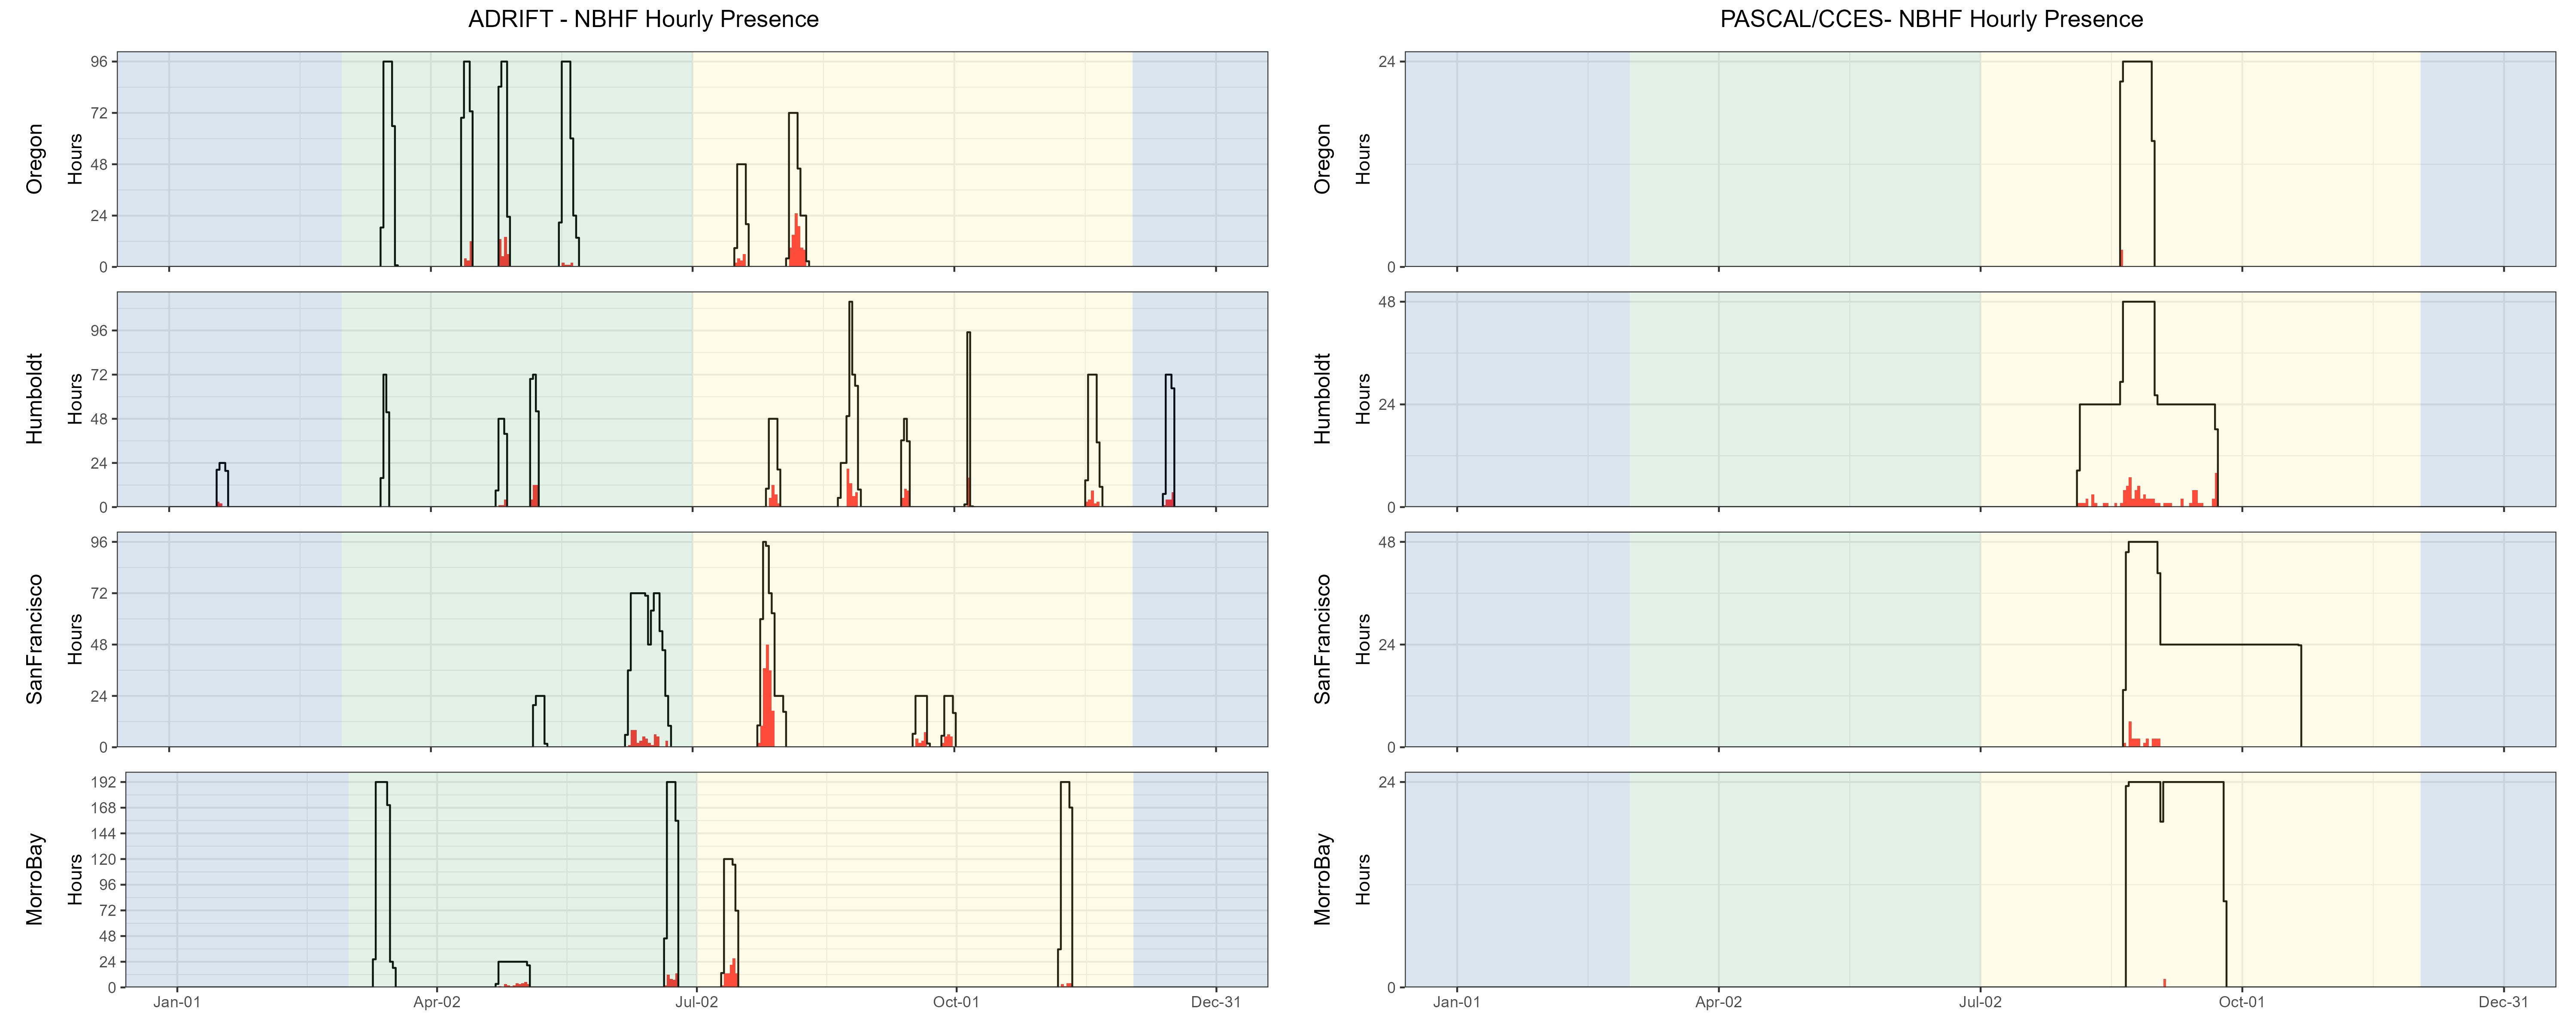 ADRIFT - NBHF Hourly Presence
Oregon
Hours
96
72
48
24
0
Humboldt
Hours
96
72
48
24
0
SanFrancisco
Hours
96
72
48
24
0
MorroBay
Hours
192
168
144
120
96
72
48
24
0
Jan-01 Apr-02 Jul-02 Oct-01 Dec-31
PASCAL/CCES- NBHF Hourly Presence
Oregon
Hours
24
0
Humboldt
Hours
48
24
0
SanFrancisco
Hours
48
24
0
MorroBay
Hours
24
0
Jan-01 Apr-02 Jul-02 Oct-01 Dec-31